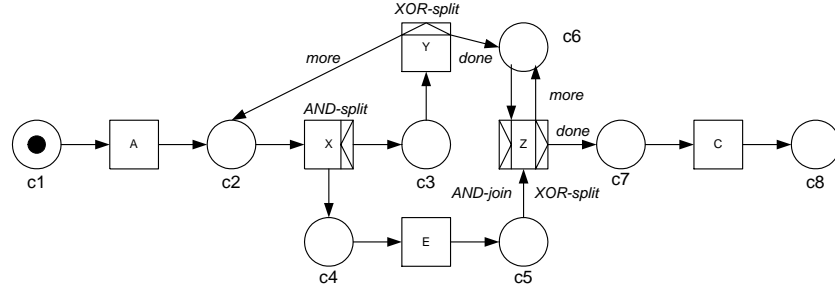 XOR-split
c6
Y
more
done
AND-split
more
A
X
Z
done
C
c1
c2
c3
AND-join
XOR-split
c7
c8
E
c4
c5